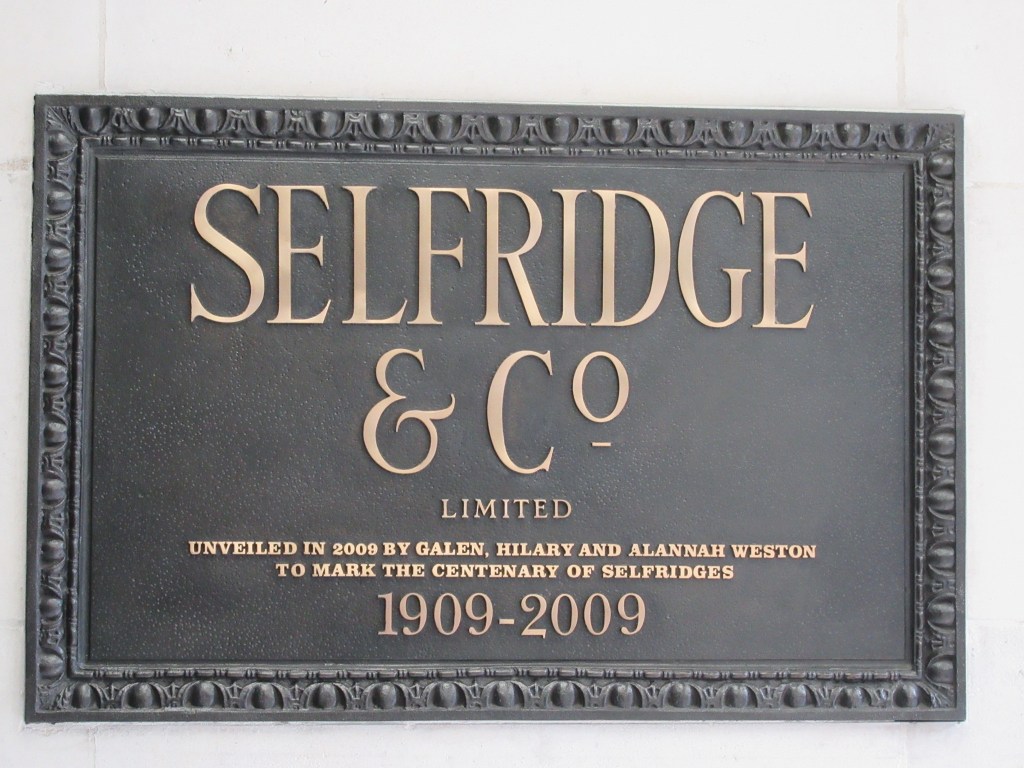 SELFRIDGE
& Cº
LIMITED
UNVEILED IN 2009 BY GALEN, HILARY AND ALANNAH WESTON
TO MARK THE CENTENARY OF SELFRIDGES
1909-2009